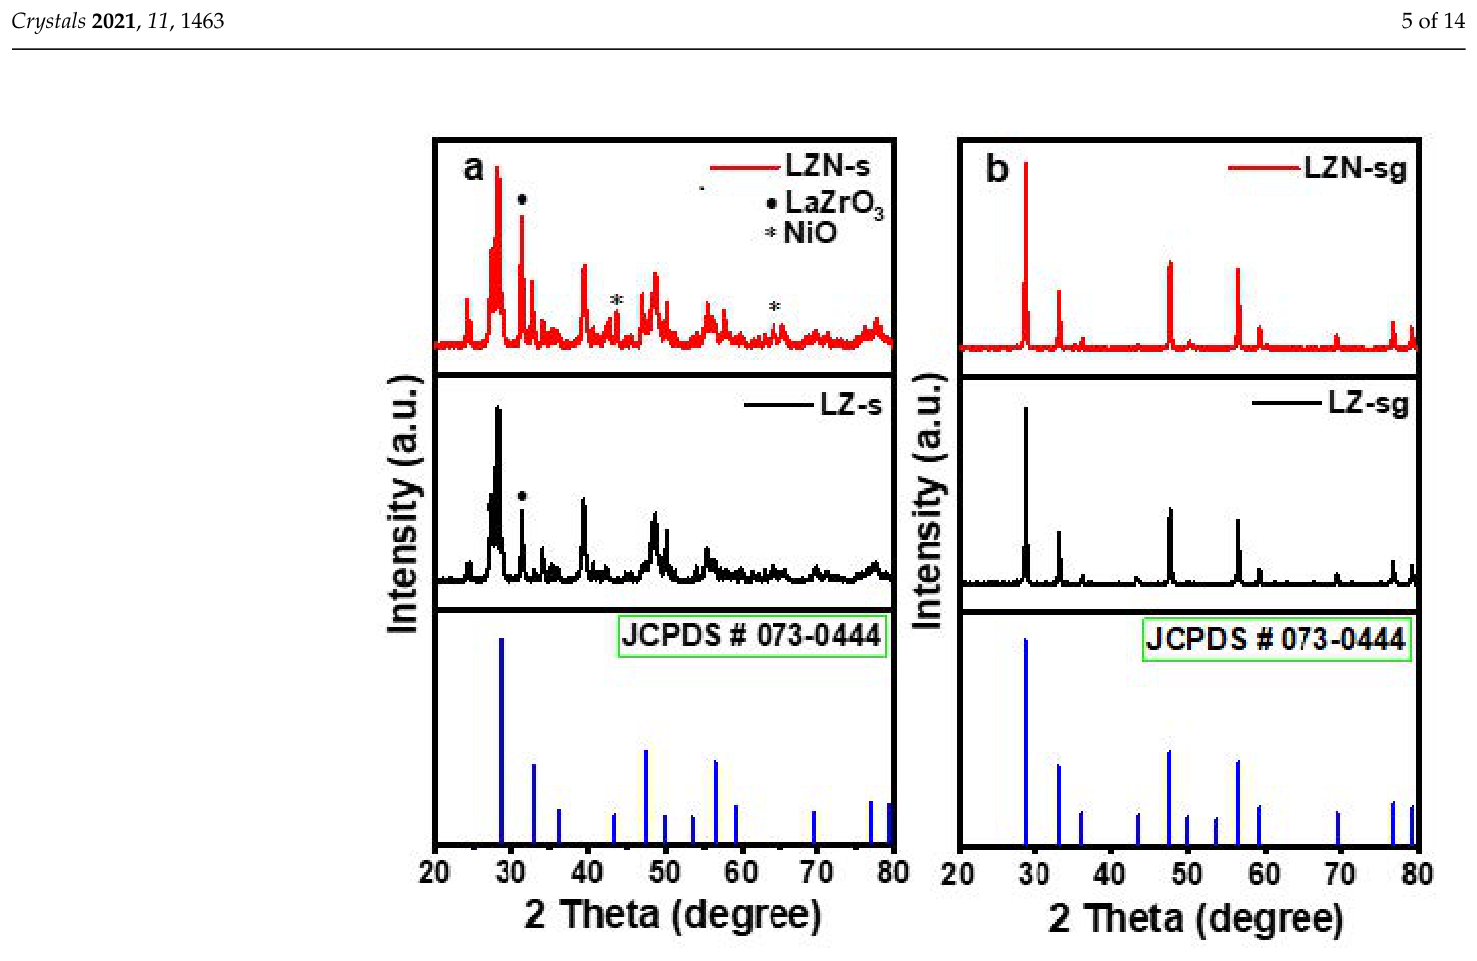 Crystals 2021, 11, 1463
5 of 14
a
LZN-s
• LaZrO3
* NiO
•
*
*
LZ-s
•
JCPDS # 073-0444
Intensity (a.u.)
20 30 40 50 60 70 80
2 Theta (degree)
b
LZN-sg
LZ-sg
JCPDS # 073-0444
Intensity (a.u.)
20 30 40 50 60 70 80
2 Theta (degree)